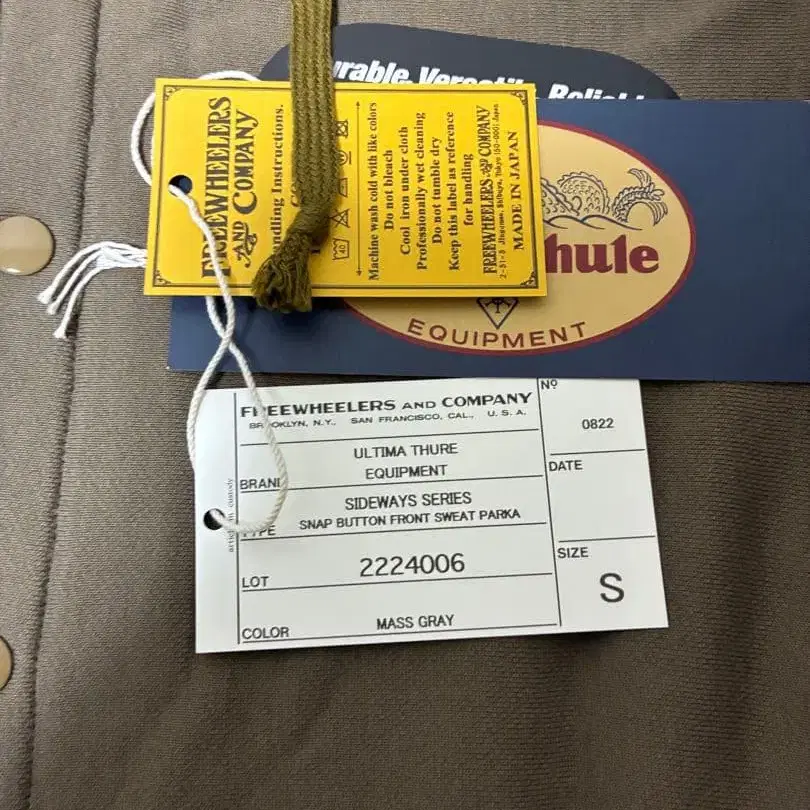 FREEWHEELERS
AND COMPANY
Handling Instructions.
Machine wash cold with like colors
Do not bleach
Cool iron under cloth
Professionally wet cleaning
Do not tumble dry
Keep this label as reference
for handling
FREEWHEELERS AND COMPANY
MADE IN JAPAN
EQUIPMENT
FREEWHEELERS AND COMPANY
BROOKLYN, N.Y., SAN FRANCISCO, CAL., U.S.A.
ULTIMA THURE
EQUIPMENT
BRAND
SIDEWAYS SERIES
SNAP BUTTON FRONT SWEAT PARKA
TYPE
LOT 2224006
COLOR MASS GRAY
No
0822
DATE
SIZE
S